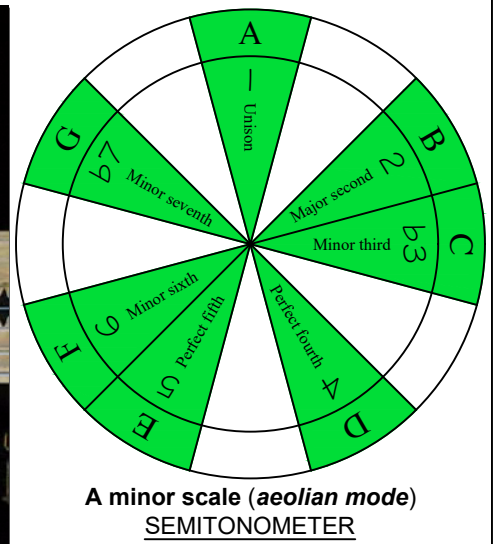 A
1 Unison
B
2 Major second
C
b3 Minor third
D
4 Perfect fourth
E
5 Perfect fifth
F
6 Minor sixth
G
b7 Minor seventh
A minor scale (aeolian mode)
SEMITONOMETER